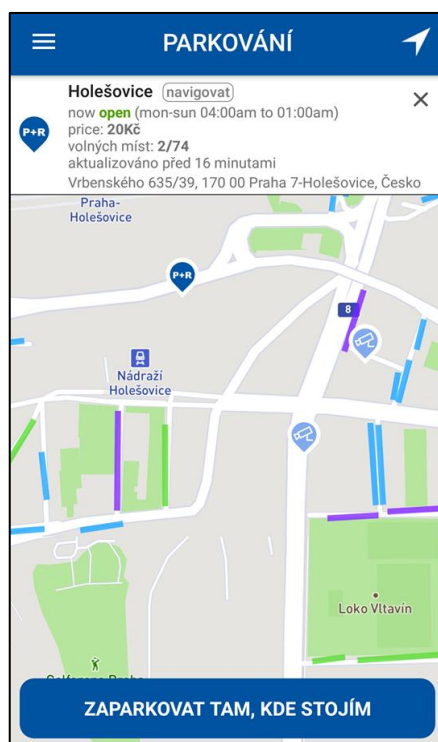 PARKOVÁNÍ
Holešovice navigovat
now open (mon-sun 04:00am to 01:00am)
P+R
price: 20Kč
volných míst: 2/74
aktualizováno před 16 minutami
Vrbenského 635/39, 170 00 Praha 7-Holešovice, Česko
Praha-
Holešovice
P+R
8
Nádraží
Holešovice
Loko Vltavín
ZAPARKOVAT TAM, KDE STOJÍM